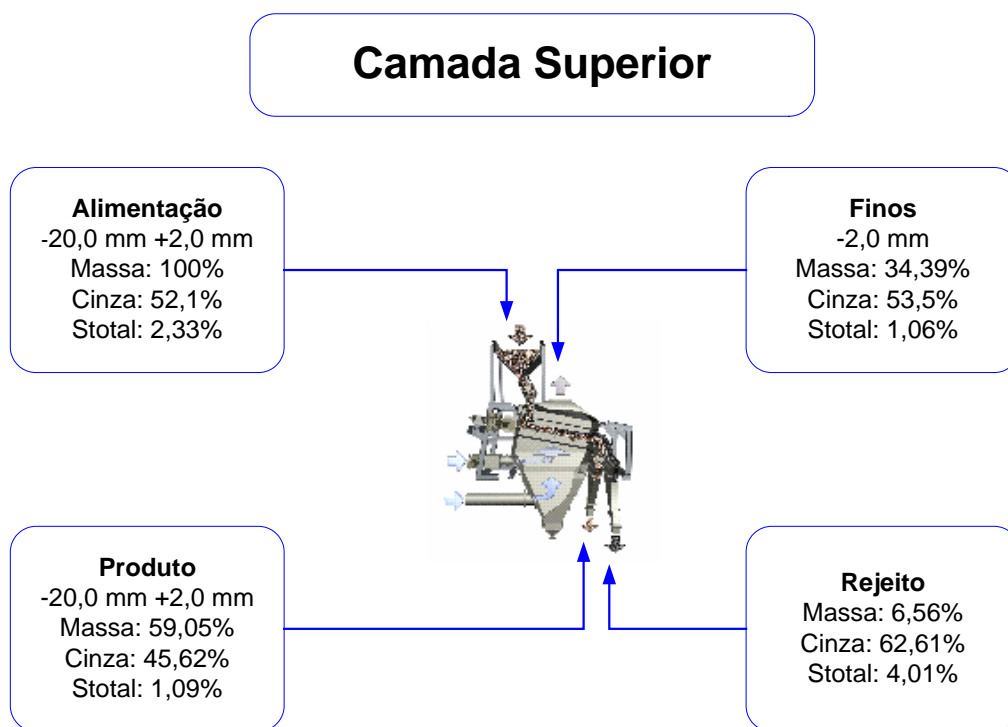 Camada Superior
Alimentação
-20,0 mm +2,0 mm
Massa: 100%
Cinza: 52,1%
Stotal: 2,33%
Finos
-2,0 mm
Massa: 34,39%
Cinza: 53,5%
Stotal: 1,06%
Produto
-20,0 mm +2,0 mm
Massa: 59,05%
Cinza: 45,62%
Stotal: 1,09%
Rejeito
Massa: 6,56%
Cinza: 62,61%
Stotal: 4,01%